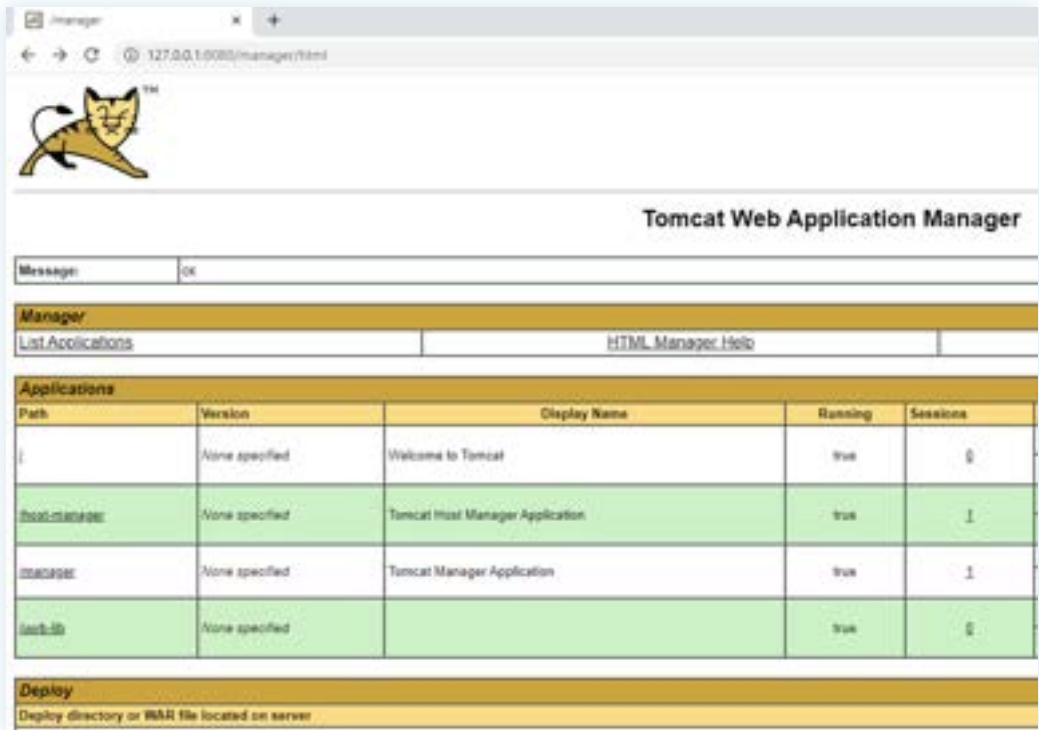 /manager
127.0.0.1:8080/manager/html
TM
Tomcat Web Application Manager
Message: OK
Manager
List Applications HTML Manager Help
Applications
Path Version Display Name Running Sessions
/ None specified Welcome to Tomcat true 0
/host-manager None specified Tomcat Host Manager Application true 1
/manager None specified Tomcat Manager Application true 1
None specified true 0
Deploy
Deploy directory or WAR file located on server